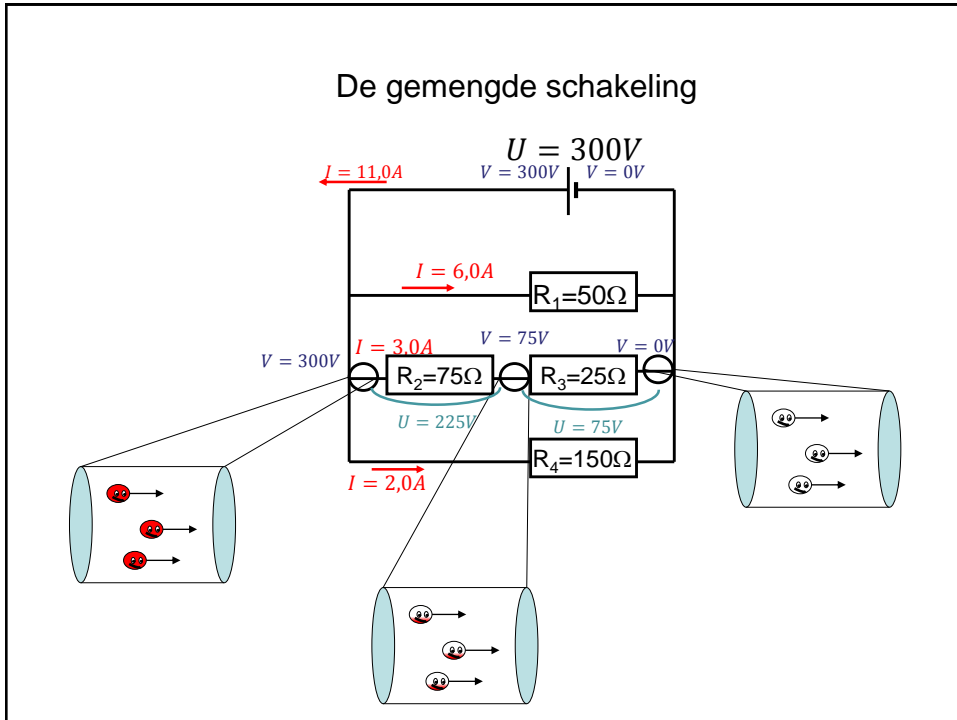 De gemengde schakeling
U = 300V
I = 11,0A
V = 300V V = 0V
I = 6,0A
R₁=50Ω
V = 75V
V = 0V
V = 300V
I = 3,0A
R₂=75Ω
R₃=25Ω
U = 225V
U = 75V
R₄=150Ω
I = 2,0A